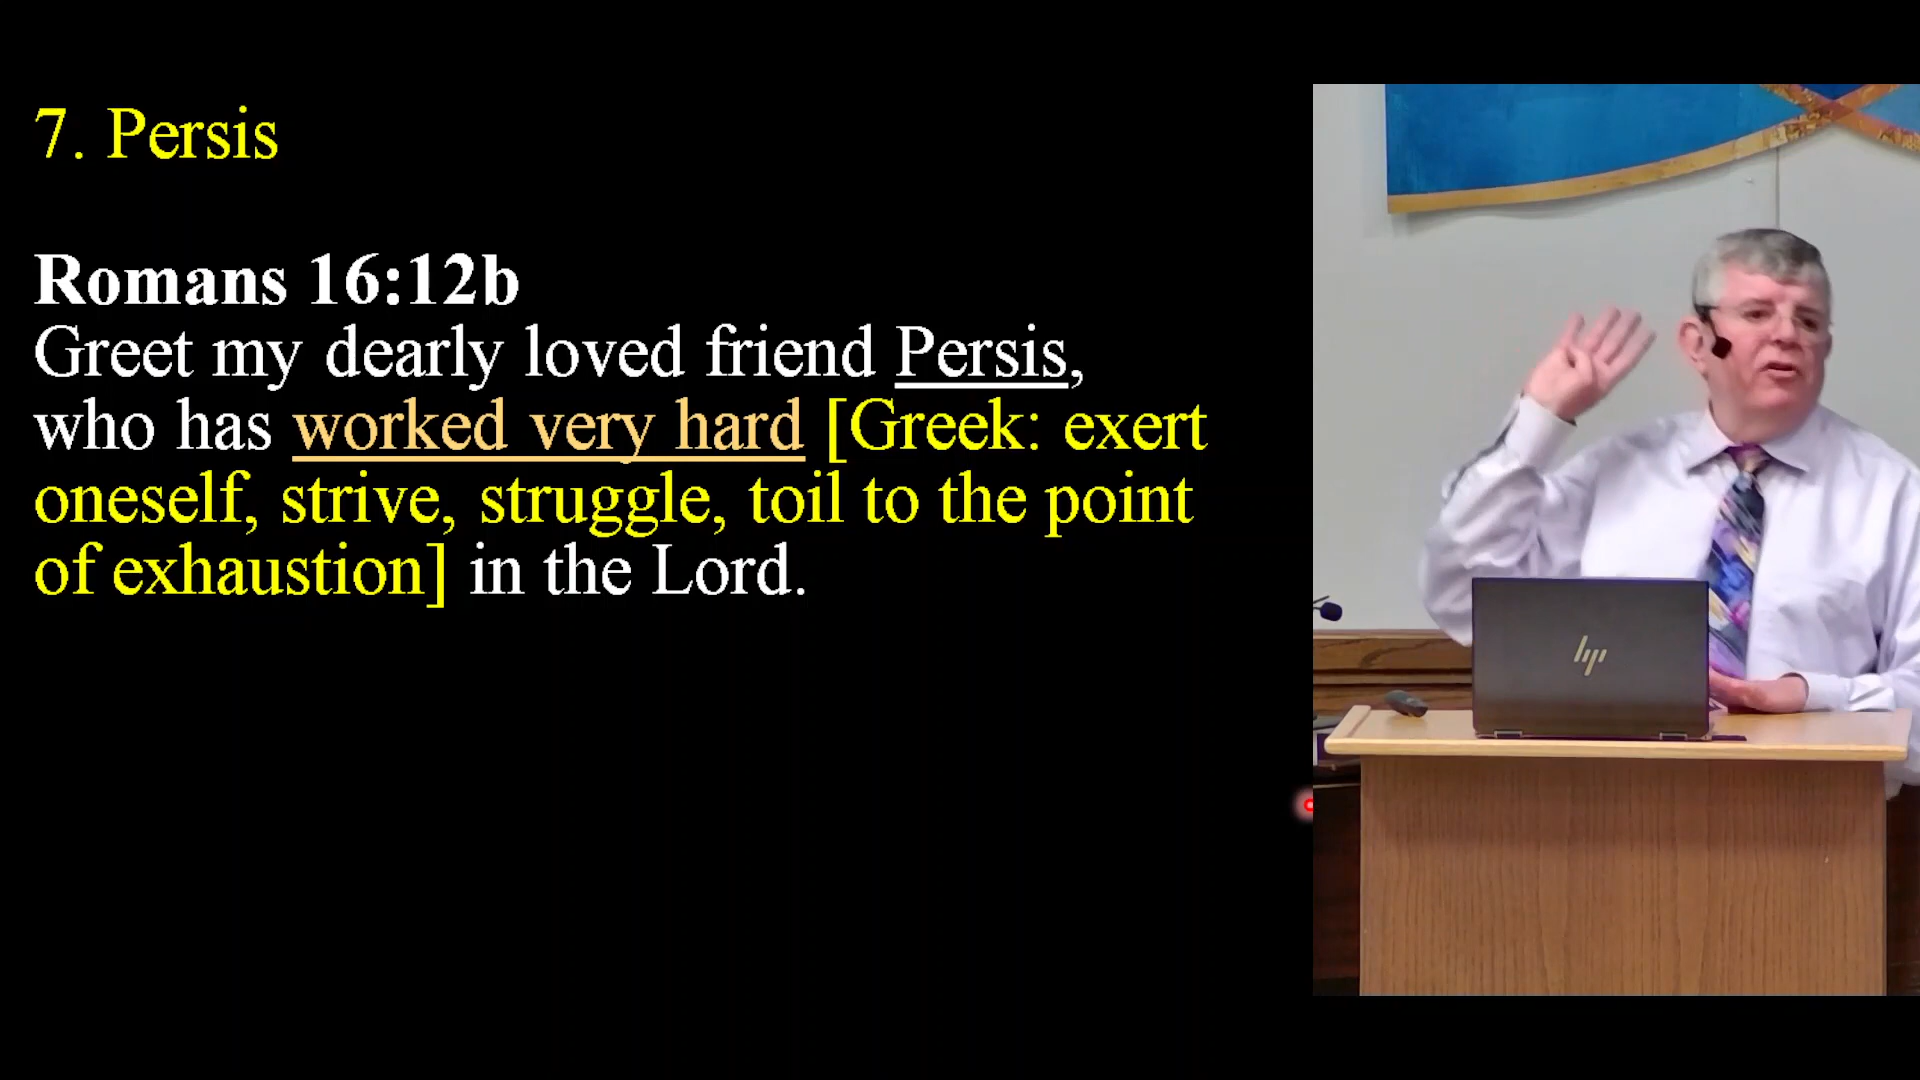 7. Persis
Romans 16:12b
Greet my dearly loved friend Persis,
who has worked very hard [Greek: exert
oneself, strive, struggle, toil to the point
of exhaustion] in the Lord.
hp